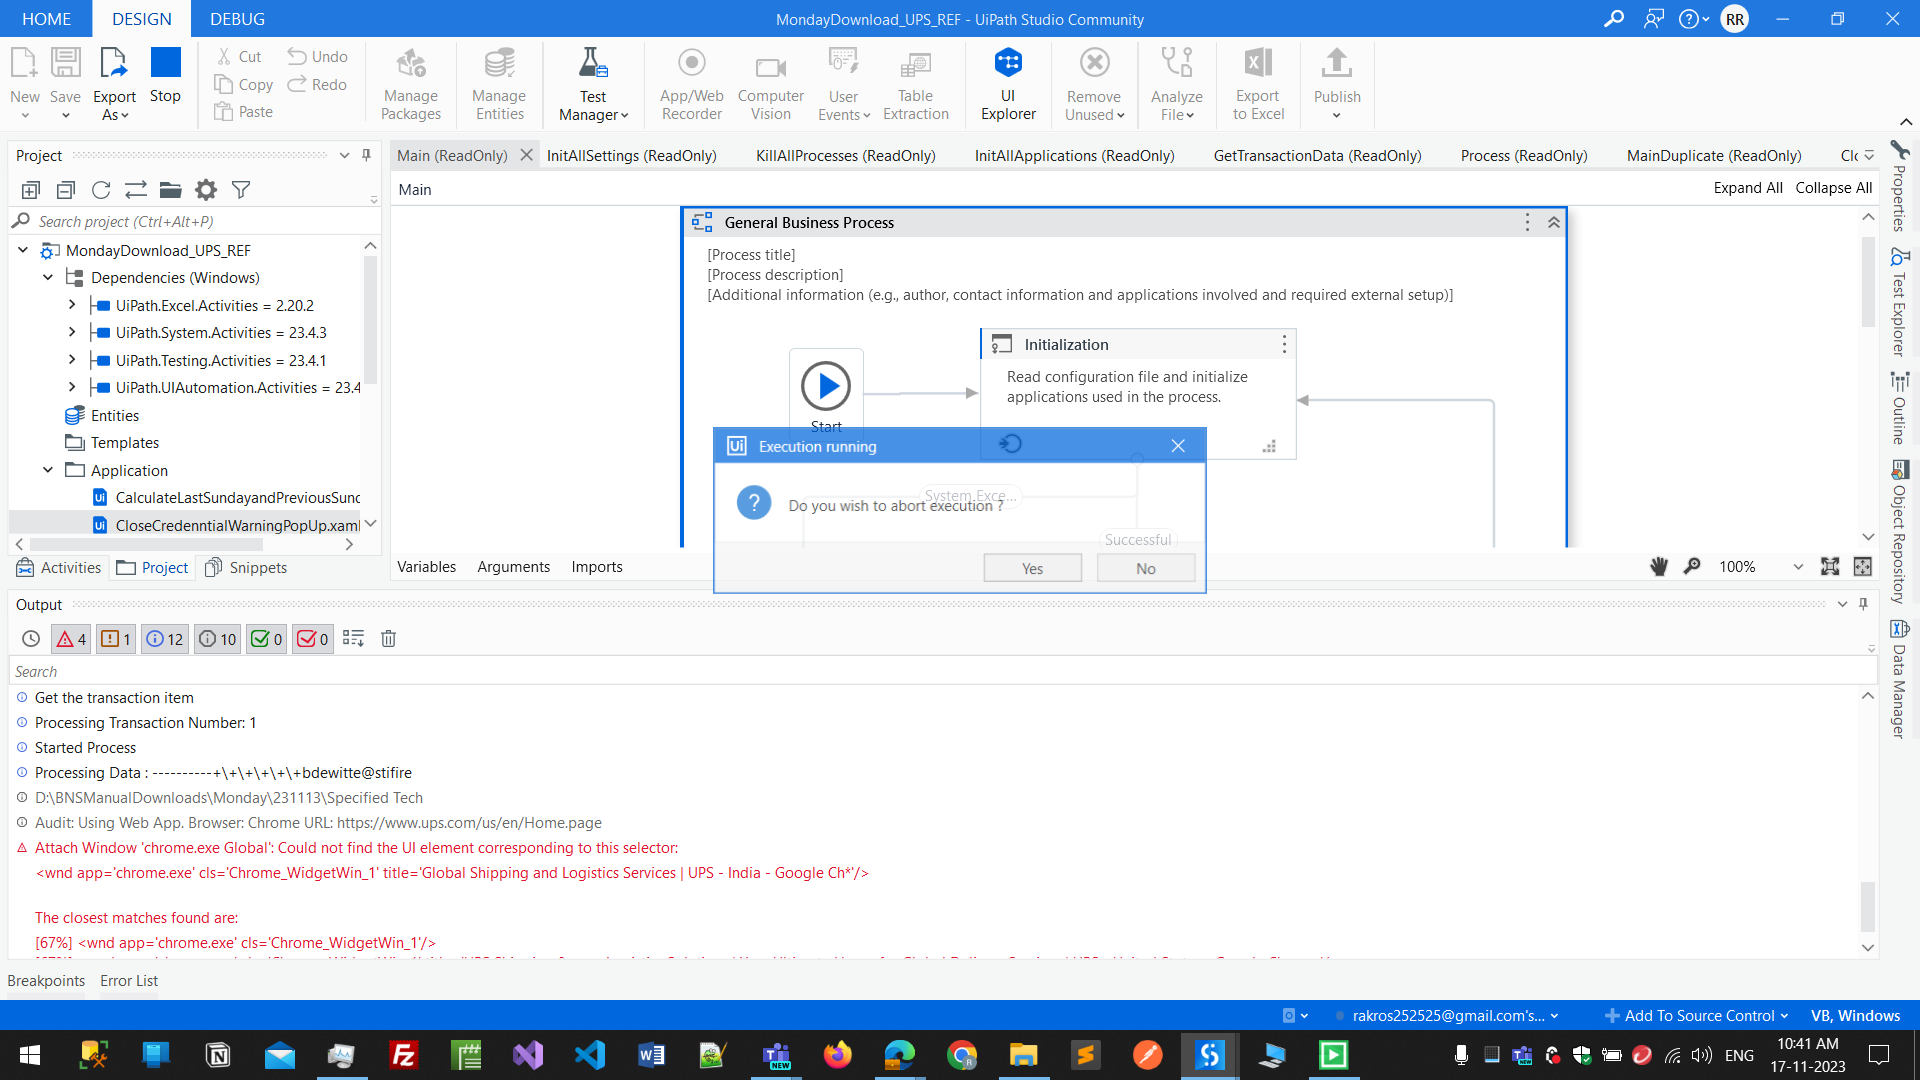 HOME
DESIGN
DEBUG
MondayDownload_UPS_REF - UiPath Studio Community
RR
New
Save
Export As
Stop
Cut
Copy
Paste
Undo
Redo
Manage Packages
Manage Entities
Test Manager
App/Web Recorder
Computer Vision
User Events
Table Extraction
UI Explorer
Remove Unused
Analyze File
Export to Excel
Publish
Project
Search project (Ctrl+Alt+P)
MondayDownload_UPS_REF
Dependencies (Windows)
UiPath.Excel.Activities = 2.20.2
UiPath.System.Activities = 23.4.3
UiPath.Testing.Activities = 23.4.1
UiPath.UIAutomation.Activities = 23.4
Entities
Templates
Application
CalculateLastSundayandPreviousSund
CloseCredenntialWarningPopUp.xaml
Activities
Project
Snippets
Main (ReadOnly)
InitAllSettings (ReadOnly)
KillAllProcesses (ReadOnly)
InitAllApplications (ReadOnly)
GetTransactionData (ReadOnly)
Process (ReadOnly)
MainDuplicate (ReadOnly)
Clo
Main
Expand All
Collapse All
General Business Process
[Process title]
[Process description]
[Additional information (e.g., author, contact information and applications involved and required external setup)]
Start
Initialization
Read configuration file and initialize
applications used in the process.
Ui
Execution running
System.Exce...
Do you wish to abort execution ?
Successful
Yes
No
Variables
Arguments
Imports
100%
Properties
Test Explorer
Outline
Object Repository
Data Manager
Output
4
1
12
10
0
0
Search
Get the transaction item
Processing Transaction Number: 1
Started Process
Processing Data : ----------+\+\+\+\+\+bdewitte@stifire
D:\BNSManualDownloads\Monday\231113\Specified Tech
Audit: Using Web App. Browser: Chrome URL: https://www.ups.com/us/en/Home.page
Attach Window 'chrome.exe Global': Could not find the UI element corresponding to this selector:
<wnd app='chrome.exe' cls='Chrome_WidgetWin_1' title='Global Shipping and Logistics Services | UPS - India - Google Ch*'/>
The closest matches found are:
[67%] <wnd app='chrome.exe' cls='Chrome_WidgetWin_1'/>
Breakpoints
Error List
rakros252525@gmail.com's...
Add To Source Control
VB, Windows
NEW
ENG
10:41 AM
17-11-2023